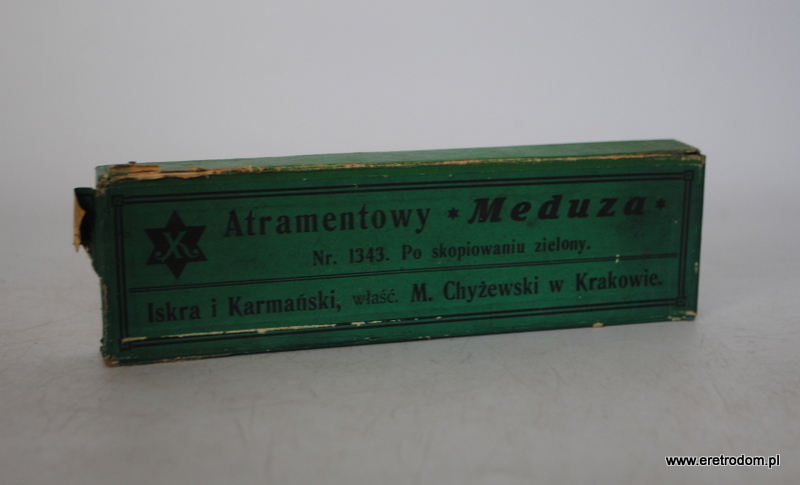 Atramentowy * Meduza *
Nr. 1343. Po skopiowaniu zielony.
Iskra i Karmański, właść. M. Chyżewski w Krakowie.
www.eretrodom.pl